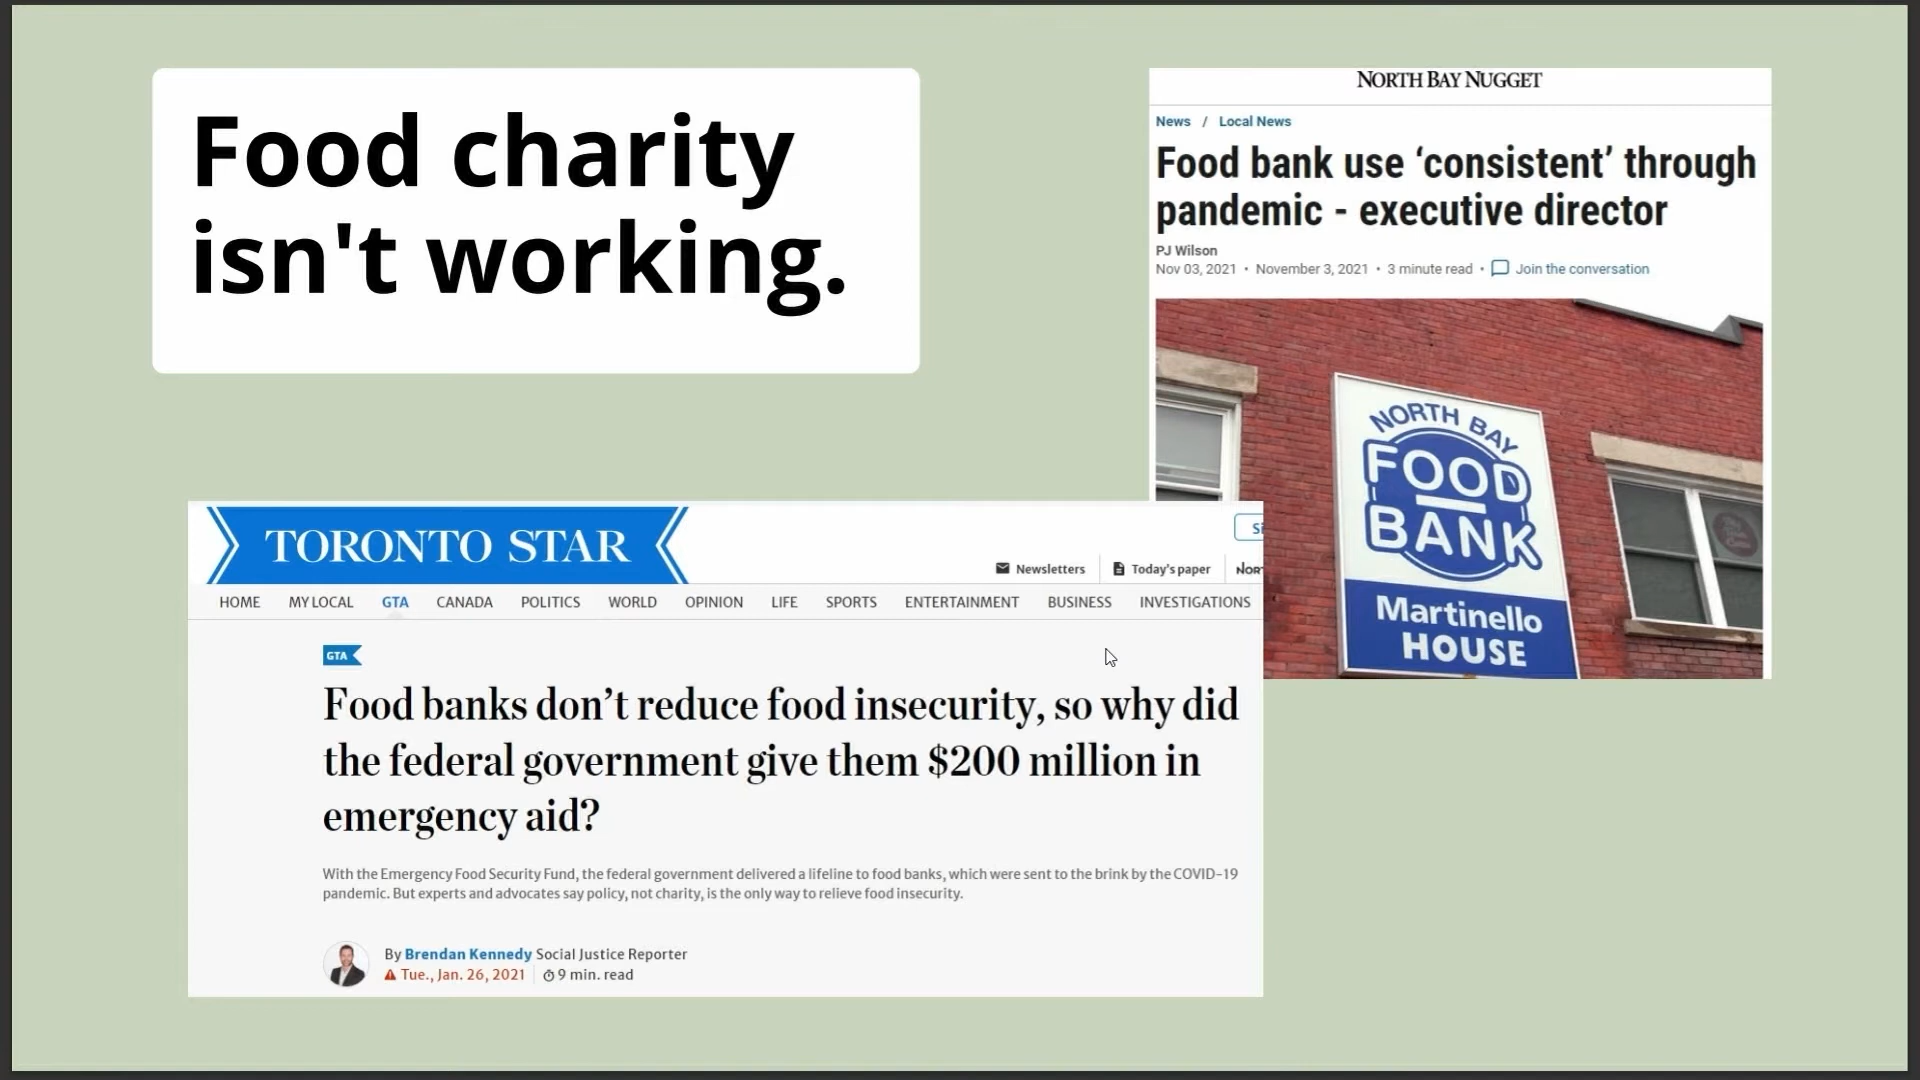 Food charity
isn't working.
NORTH BAY NUGGET
News / Local News
Food bank use ‘consistent’ through
pandemic - executive director
PJ Wilson
Nov 03, 2021 • November 3, 2021 • 3 minute read • Join the conversation
NORTH BAY
FOOD
BANK
Martinello
HOUSE
TORONTO STAR
Newsletters
Today's paper
HOME MY LOCAL GTA CANADA POLITICS WORLD OPINION LIFE SPORTS ENTERTAINMENT BUSINESS INVESTIGATIONS
GTA
Food banks don’t reduce food insecurity, so why did
the federal government give them $200 million in
emergency aid?
With the Emergency Food Security Fund, the federal government delivered a lifeline to food banks, which were sent to the brink by the COVID-19
pandemic. But experts and advocates say policy, not charity, is the only way to relieve food insecurity.
By Brendan Kennedy Social Justice Reporter
Tue., Jan. 26, 2021 9 min. read